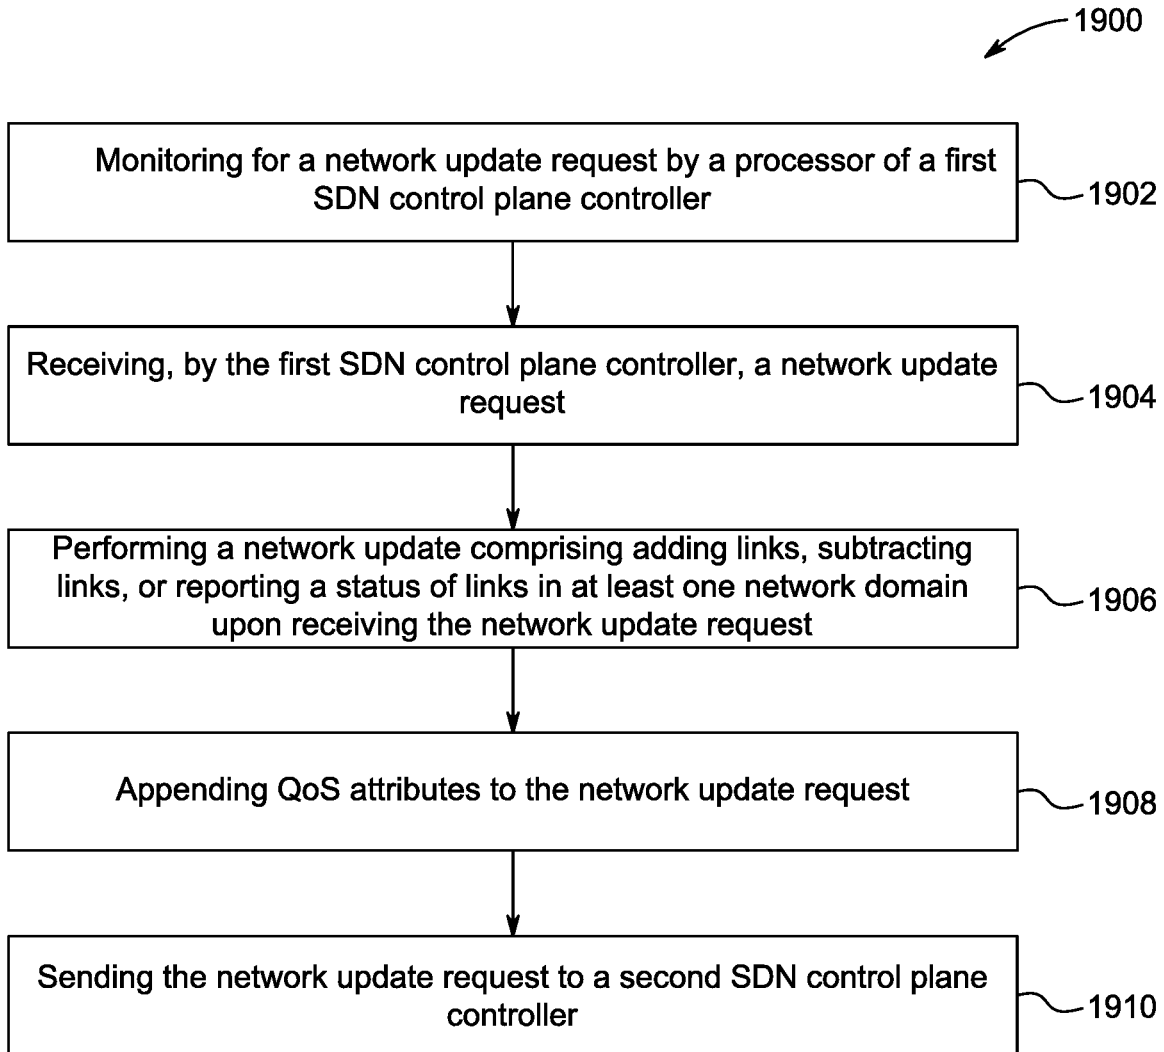 1900
Monitoring for a network update request by a processor of a first
SDN control plane controller
1902
Receiving, by the first SDN control plane controller, a network update
request
1904
Performing a network update comprising adding links, subtracting
links, or reporting a status of links in at least one network domain
upon receiving the network update request
1906
Appending QoS attributes to the network update request
1908
Sending the network update request to a second SDN control plane
controller
1910